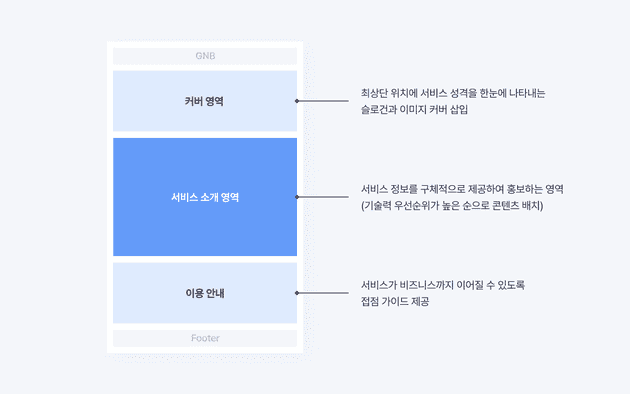 GNB
커버 영역
최상단 위치에 서비스 성격을 한눈에 나타내는
슬로건과 이미지 커버 삽입
서비스 소개 영역
서비스 정보를 구체적으로 제공하여 홍보하는 영역
(기술력 우선순위가 높은 순으로 콘텐츠 배치)
이용 안내
서비스가 비즈니스까지 이어질 수 있도록
접점 가이드 제공
Footer